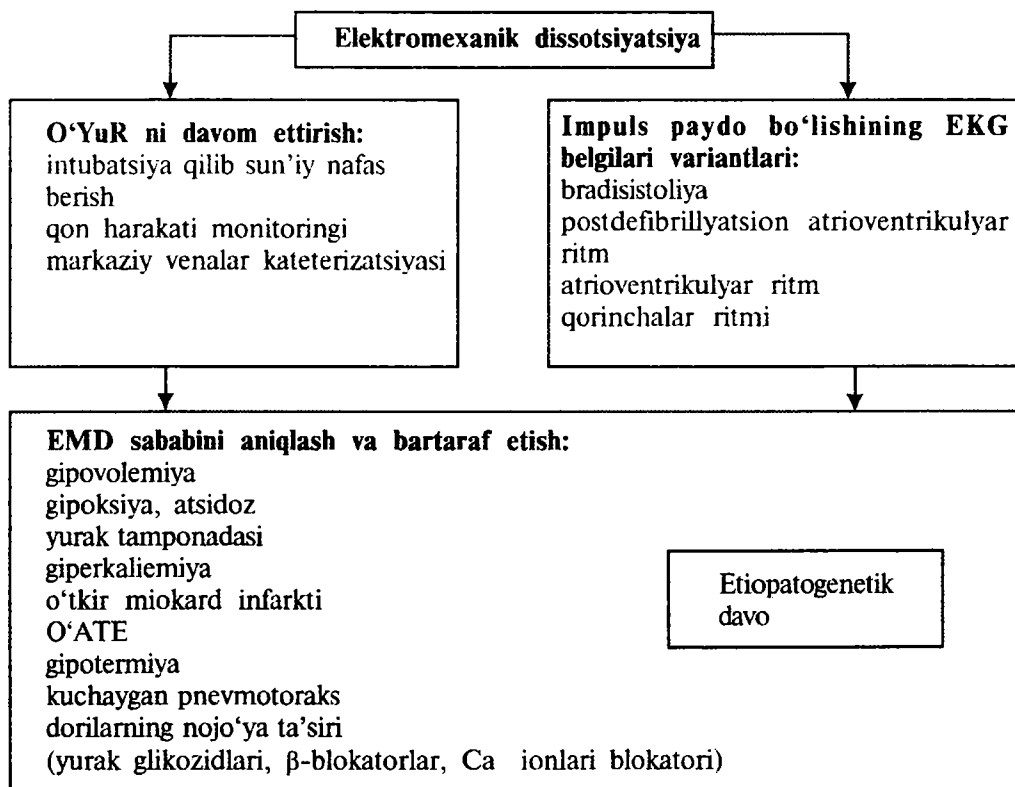 Elektromexanik dissotsiyatsiya
O‘YuR ni davom ettirish:
intubatsiya qilib sun’iy nafas
berish
qon harakati monitoringi
markaziy venalar kateterizatsiyasi
Impuls paydo bo‘lishining EKG
belgilari variantlari:
bradisistoliya
postdefibrillyatsion atrioventrikulyar
ritm
atrioventrikulyar ritm
qorinchalar ritmi
EMD sababini aniqlash va bartaraf etish:
gipovolemiya
gipoksiya, atsidoz
yurak tamponadasi
giperkaliemiya
o‘tkir miokard infarkti
O‘ATE
gipotermiya
kuchaygan pnevmotoraks
dorilarning nojo‘ya ta’siri
(yurak glikozidlari, β-blokatorlar, Ca ionlari blokatori)
Etiopatogenetik
davo